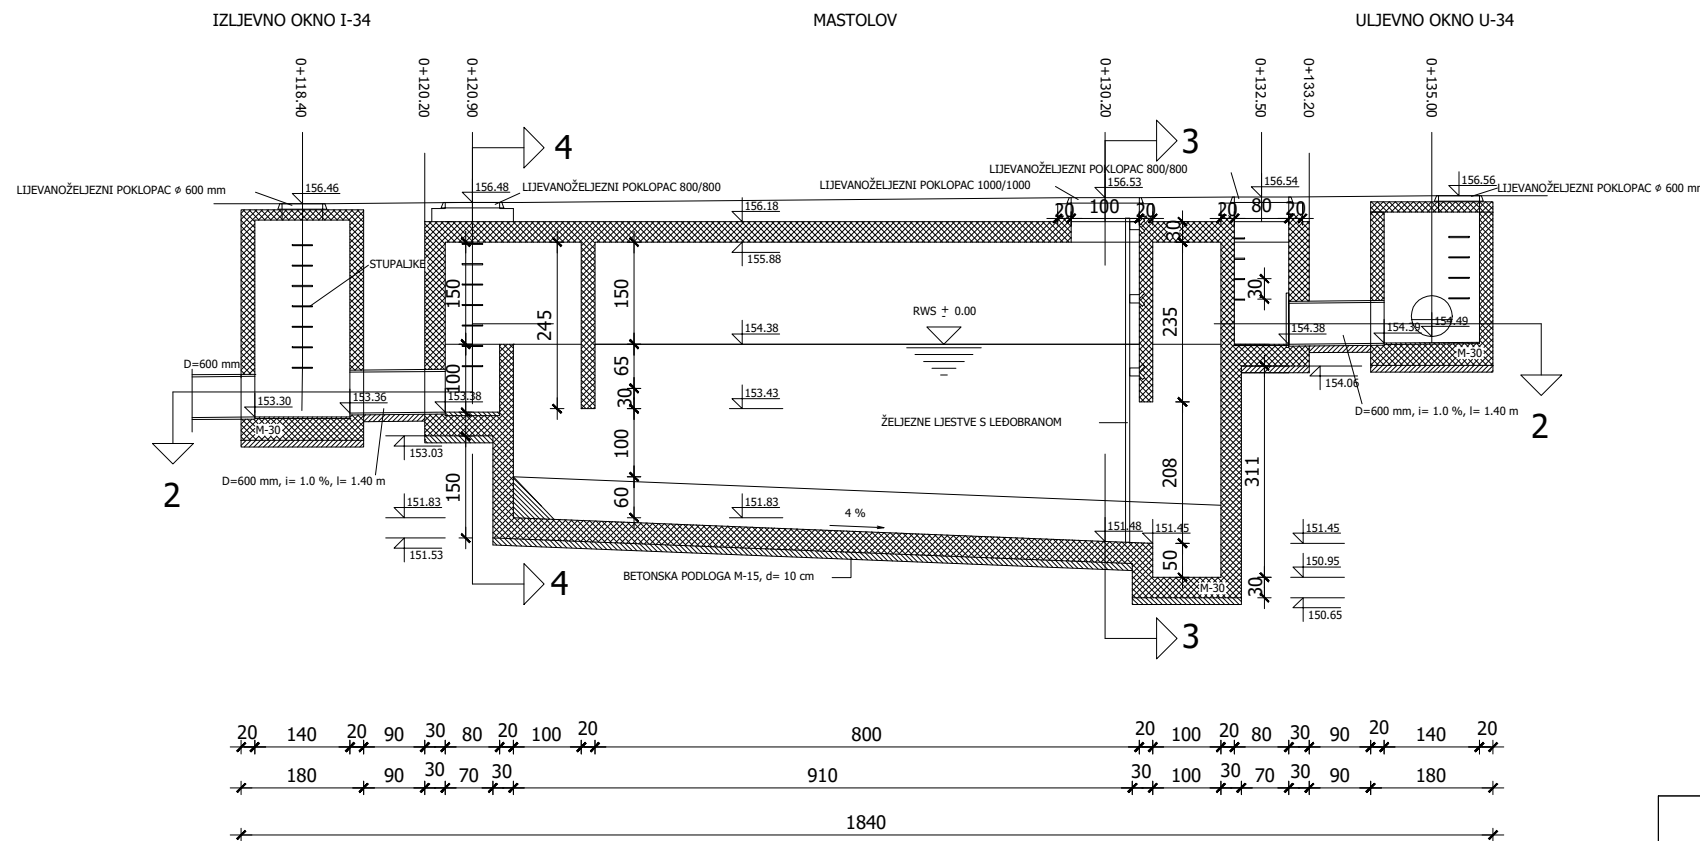 IZLJEVNO OKNO I-34
MASTOLOV
ULJEVNO OKNO U-34
0+118.40
0+120.20
0+120.90
0+130.20
0+132.50
0+133.20
0+135.00
4
3
LIJEVANOŽELJEZNI POKLOPAC ø 600 mm
156.46
156.48
LIJEVANOŽELJEZNI POKLOPAC 800/800
LIJEVANOŽELJEZNI POKLOPAC 1000/1000
LIJEVANOŽELJEZNI POKLOPAC 800/800
156.53
156.54
156.56
LIJEVANOŽELJEZNI POKLOPAC ø 600 mm
156.18
20 100 20
20 80 20
30
155.88
STUPALJKE
150
245
150
RWS ± 0.00
235
30
154.38
154.38
154.39
154.49
M-30
D=600 mm
100
65
30
154.06
153.30
153.36
153.38
153.43
M-30
ŽELJEZNE LJESTVE S LEĐOBRANOM
D=600 mm, i= 1.0 %, l= 1.40 m
2
2
153.03
D=600 mm, i= 1.0 %, l= 1.40 m
150
100
208
311
60
151.83
151.83
4 %
151.48
151.45
151.45
151.53
50
150.95
4
BETONSKA PODLOGA M-15, d= 10 cm
M-30
30
150.65
3
20 140 20 90 30 80 20 100 20 800 20 100 20 80 30 90 20 140 20
180 90 30 70 30 910 30 100 30 70 30 90 180
1840